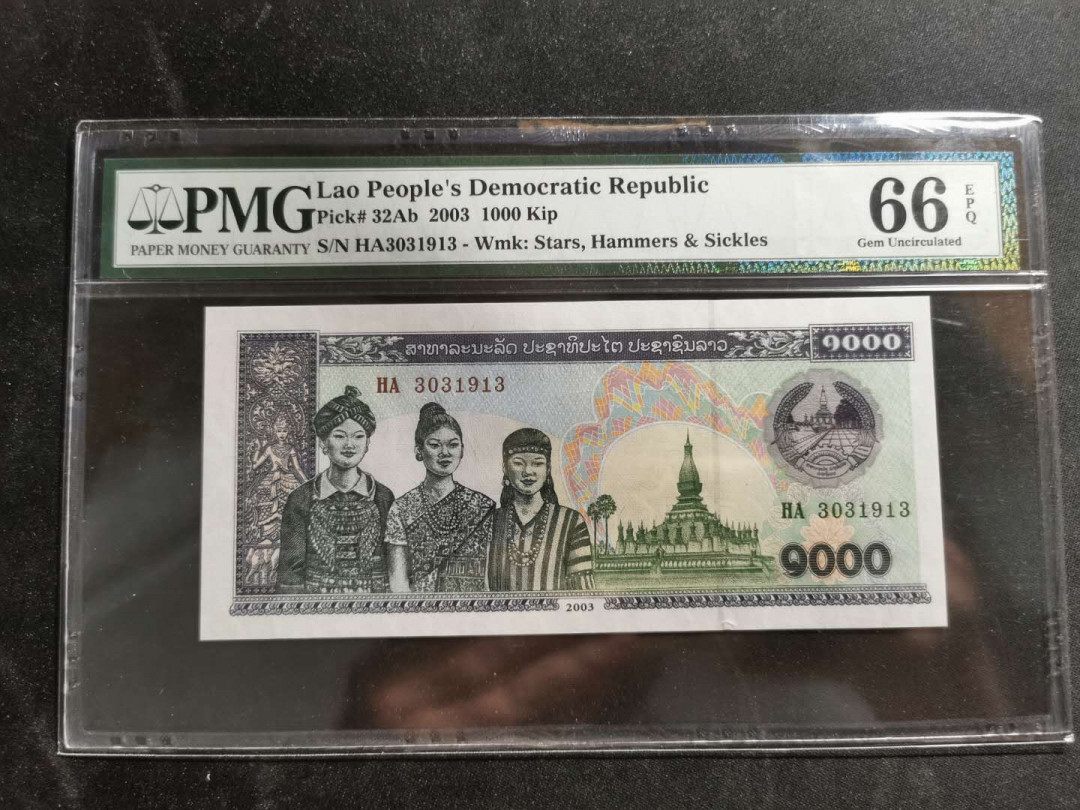 PMG
PAPER MONEY GUARANTY
Lao People's Democratic Republic
Pick# 32Ab 2003 1000 Kip
S/N HA3031913 - Wmk: Stars, Hammers & Sickles
66
EPQ
Gem Uncirculated
ສາທາລະນະລັດ ປະຊາທິປະໄຕ ປະຊາຊົນລາວ
໑໐໐໐
HA 3031913
HA 3031913
໑໐໐໐
2003